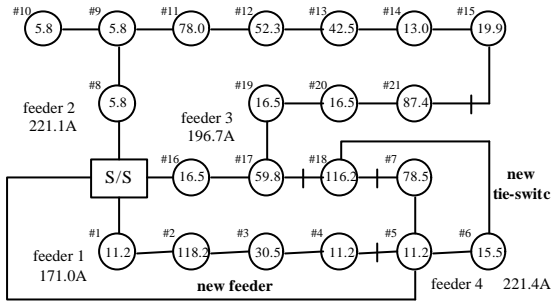 #10 #9 #11 #12 #13 #14 #15
5.8 5.8 78.0 52.3 42.5 13.0 19.9
#8 #19 #20 #21
5.8 16.5 16.5 87.4
feeder 2
221.1A
feeder 3
196.7A
#16 #17 #18 #7
S/S 16.5 59.8 116.2 78.5
new
tie-switc
#1 #2 #3 #4 #5 #6
11.2 118.2 30.5 11.2 11.2 15.5
feeder 1
171.0A
new feeder
feeder 4 221.4A